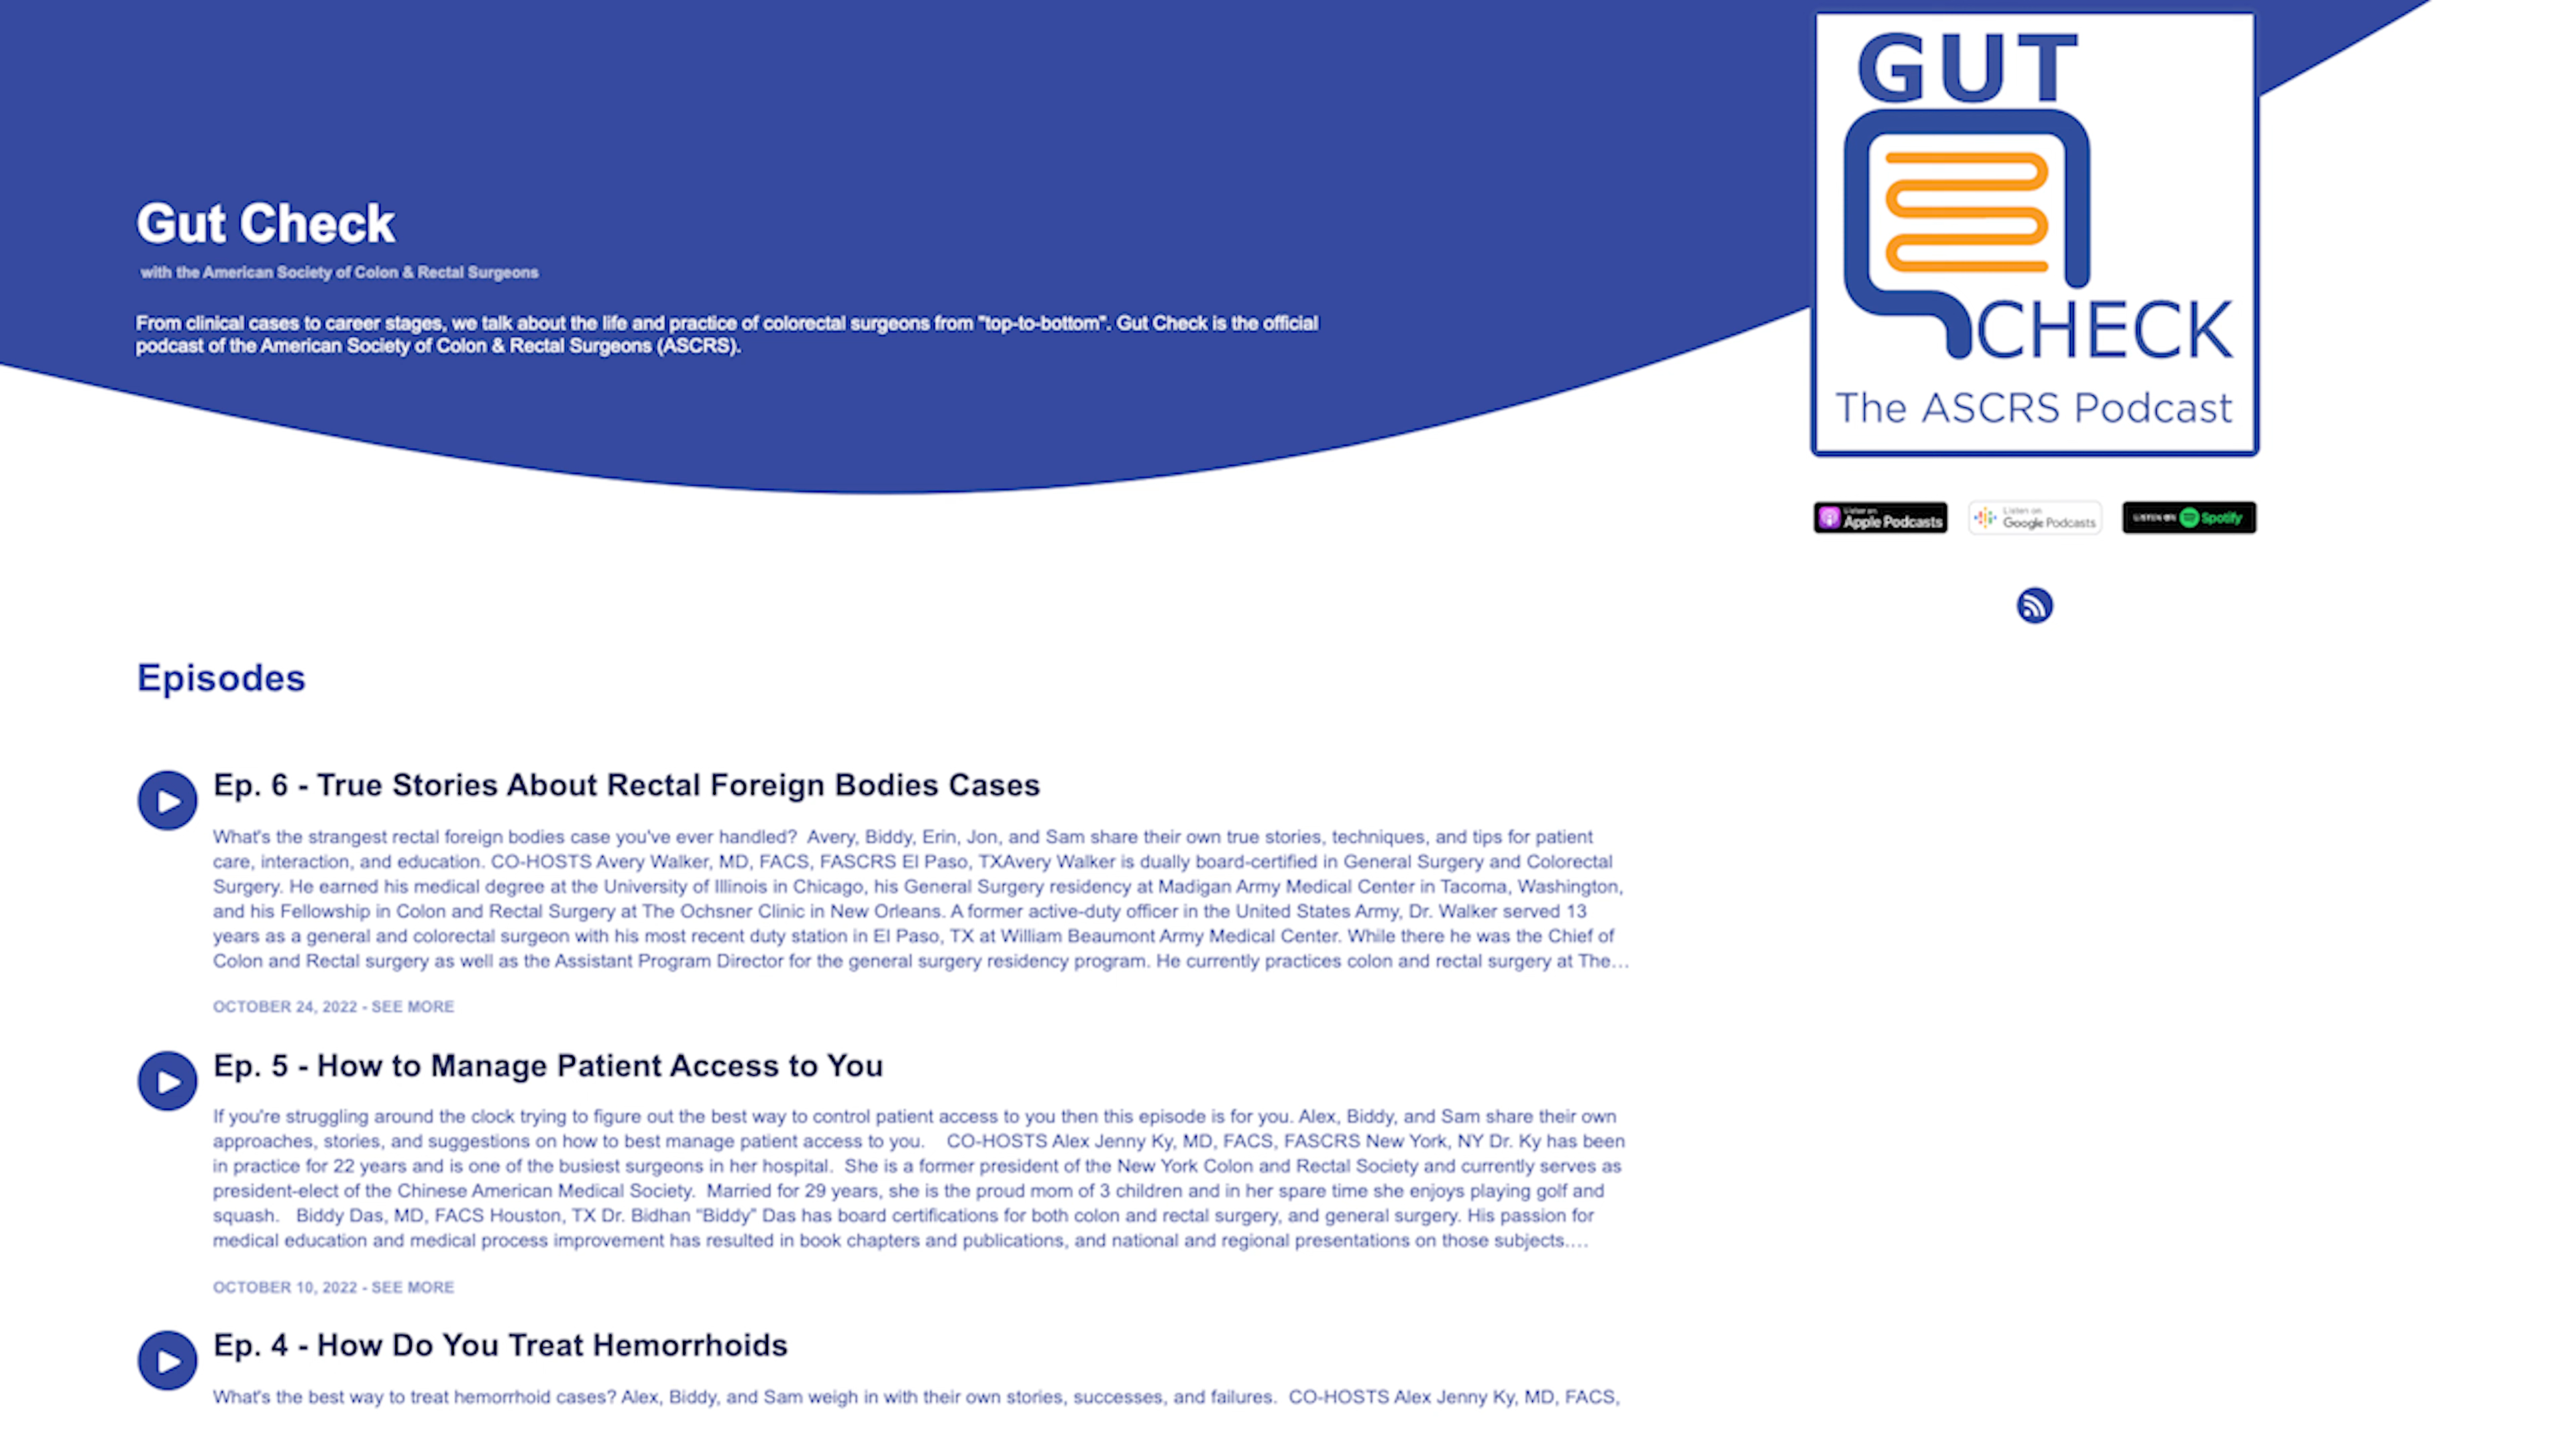 GUT
CHECK
The ASCRS Podcast
Gut Check
with the American Society of Colon & Rectal Surgeons
From clinical cases to career stages, we talk about the life and practice of colorectal surgeons from "top-to-bottom". Gut Check is the official
podcast of the American Society of Colon & Rectal Surgeons (ASCRS).
Listen on
Apple Podcasts
Listen on
Google Podcasts
LISTEN ON Spotify
Episodes
Ep. 6 - True Stories About Rectal Foreign Bodies Cases
What's the strangest rectal foreign bodies case you've ever handled?  Avery, Biddy, Erin, Jon, and Sam share their own true stories, techniques, and tips for patient
care, interaction, and education. CO-HOSTS Avery Walker, MD, FACS, FASCRS El Paso, TXAvery Walker is dually board-certified in General Surgery and Colorectal
Surgery. He earned his medical degree at the University of Illinois in Chicago, his General Surgery residency at Madigan Army Medical Center in Tacoma, Washington,
and his Fellowship in Colon and Rectal Surgery at The Ochsner Clinic in New Orleans. A former active-duty officer in the United States Army, Dr. Walker served 13
years as a general and colorectal surgeon with his most recent duty station in El Paso, TX at William Beaumont Army Medical Center. While there he was the Chief of
Colon and Rectal surgery as well as the Assistant Program Director for the general surgery residency program. He currently practices colon and rectal surgery at The…
OCTOBER 24, 2022 - SEE MORE
Ep. 5 - How to Manage Patient Access to You
If you're struggling around the clock trying to figure out the best way to control patient access to you then this episode is for you. Alex, Biddy, and Sam share their own
approaches, stories, and suggestions on how to best manage patient access to you.    CO-HOSTS Alex Jenny Ky, MD, FACS, FASCRS New York, NY Dr. Ky has been
in practice for 22 years and is one of the busiest surgeons in her hospital.  She is a former president of the New York Colon and Rectal Society and currently serves as
president-elect of the Chinese American Medical Society.  Married for 29 years, she is the proud mom of 3 children and in her spare time she enjoys playing golf and
squash.   Biddy Das, MD, FACS Houston, TX Dr. Bidhan "Biddy" Das has board certifications for both colon and rectal surgery, and general surgery. His passion for
medical education and medical process improvement has resulted in book chapters and publications, and national and regional presentations on those subjects.…
OCTOBER 10, 2022 - SEE MORE
Ep. 4 - How Do You Treat Hemorrhoids
What's the best way to treat hemorrhoid cases? Alex, Biddy, and Sam weigh in with their own stories, successes, and failures.  CO-HOSTS Alex Jenny Ky, MD, FACS,